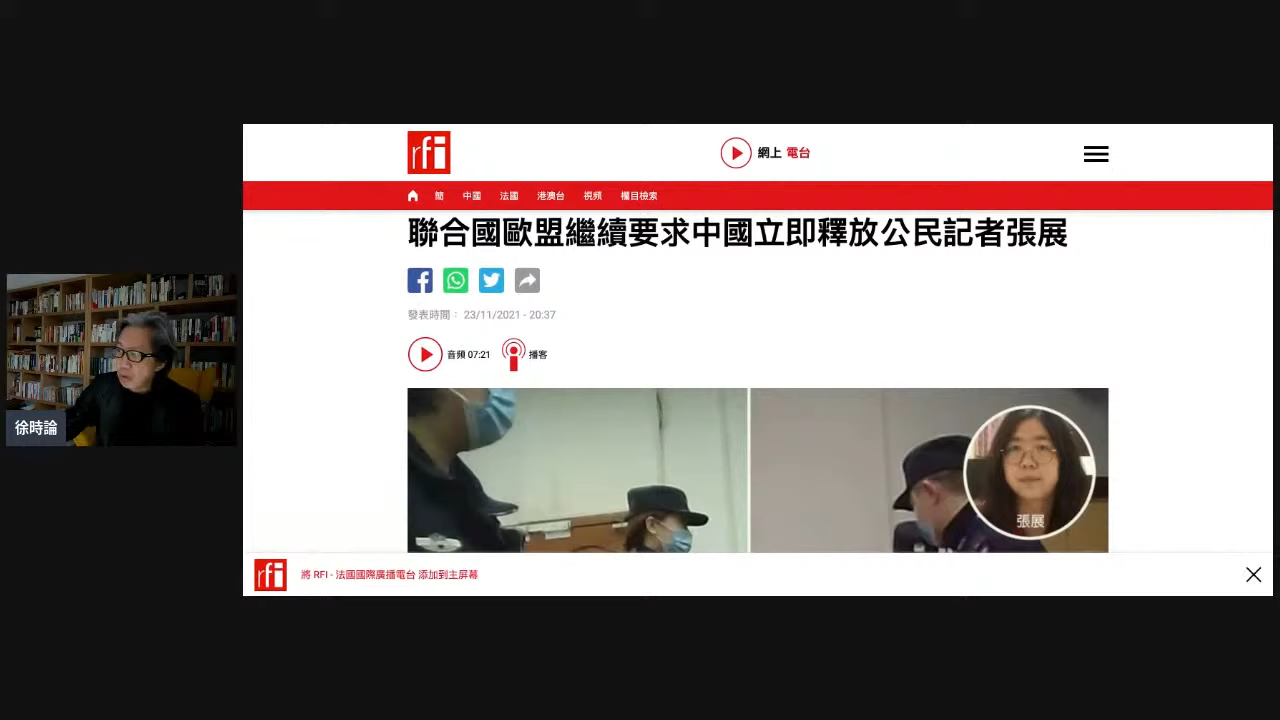 rfi
網上 電台
簡 中國 法國 港澳台 視頻 欄目檢索
聯合國歐盟繼續要求中國立即釋放公民記者張展
發表時間： 23/11/2021 - 20:37
音頻 07:21 播客
徐時論
張展
rfi 將 RFI - 法國國際廣播電台 添加到主屏幕